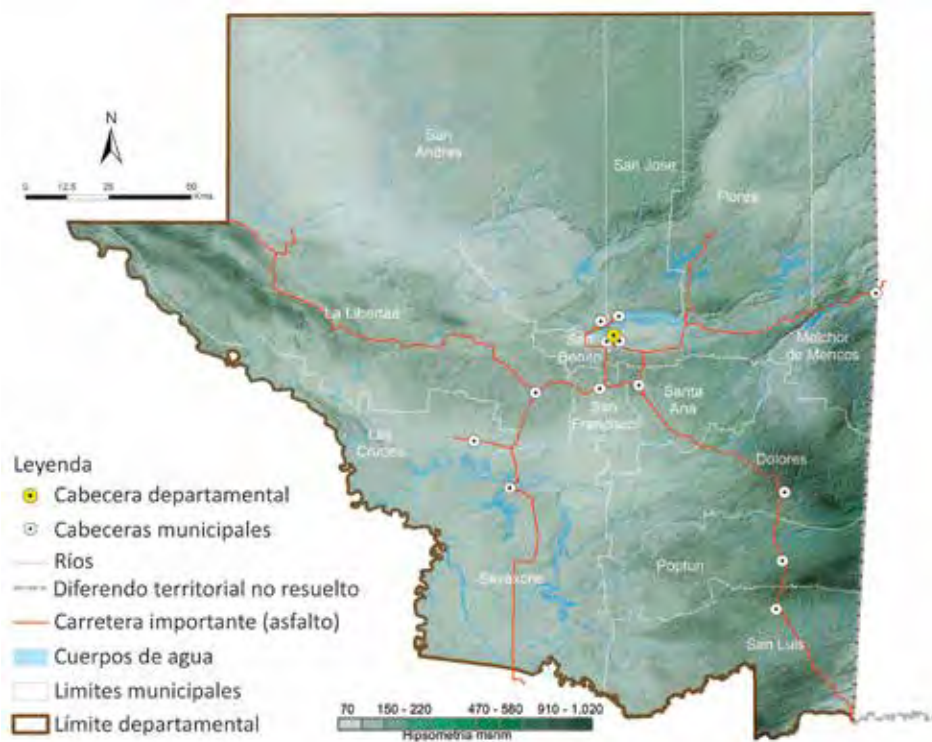 N
0 12.5 25 50
Kms
San
Andres
San Jose
Flores
La Libertad
San
Benito
Melchor
de Mencos
Santa
Ana
San
Francisco
Las
Cruces
Dolores
Sayaxche
Poptun
San Luis
Leyenda
Cabecera departamental
Cabeceras municipales
Ríos
Diferendo territorial no resuelto
Carretera importante (asfalto)
Cuerpos de agua
Limites municipales
Límite departamental
70 150 - 220 470 - 580 910 - 1,020
Hipsometria msnm